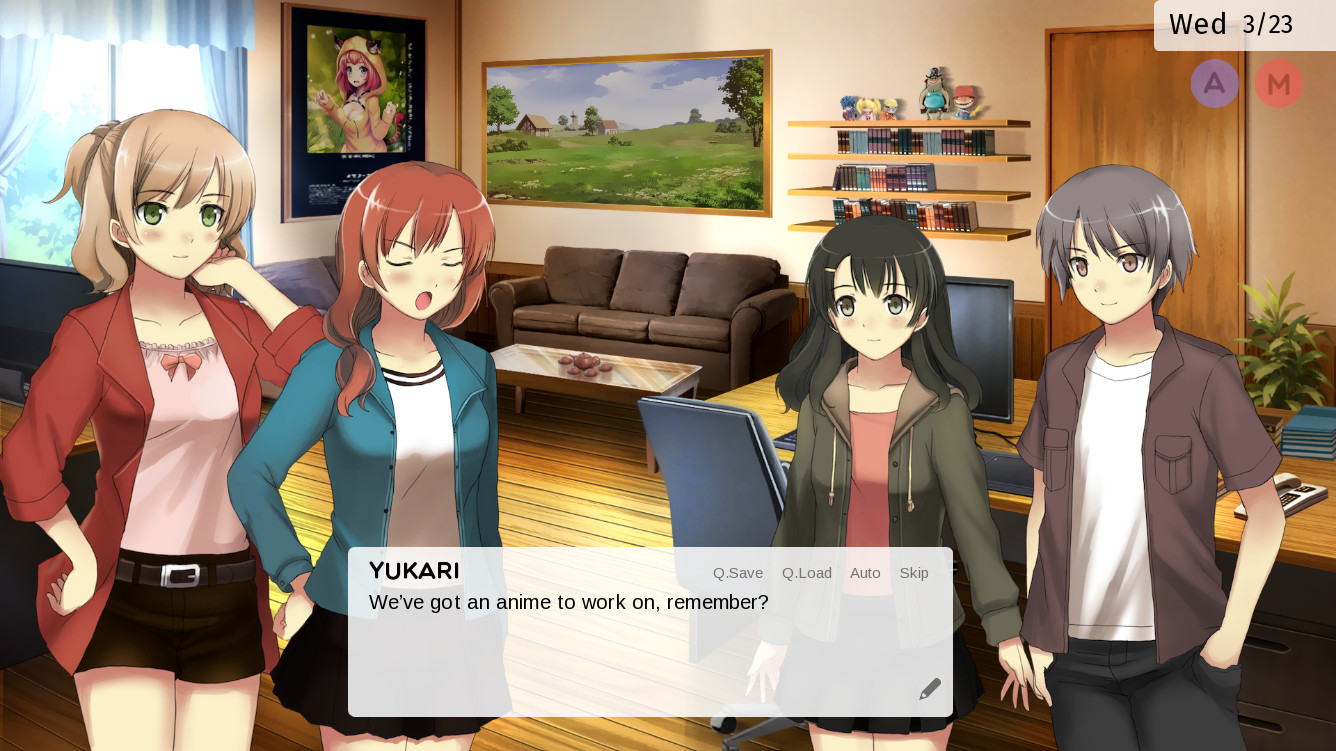 Wed 3/23
A M
YUKARI
Q.Save Q.Load Auto Skip
We've got an anime to work on, remember?